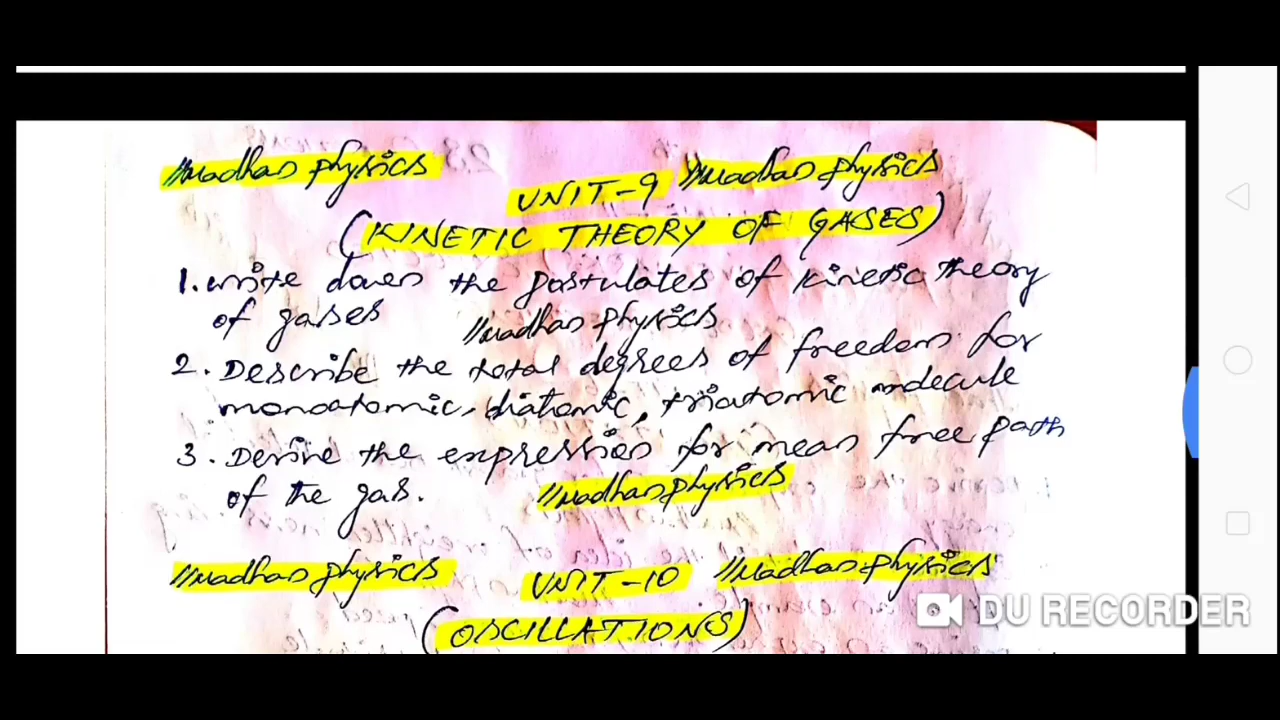 Madhan physics
UNIT-9 Madhan physics
(KINETIC THEORY OF GASES)
1. write down the postulates of kinetic theory
of gases Madhan physics
2. Describe the total degrees of freedom for
monoatomic, diatomic, triatomic molecule
3. Derive the expression for mean free path
of the gas. Madhan physics
Madhan physics UNIT-10 Madhan physics
(OSCILLATIONS)
DU RECORDER